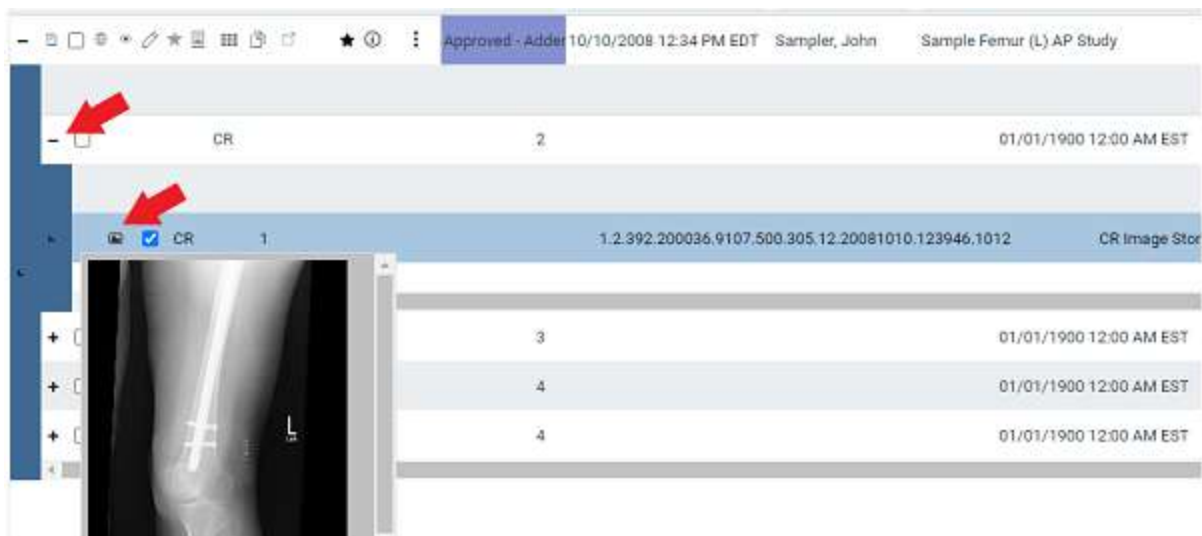 Approved - Adder 10/10/2008 12:34 PM EDT Sampler, John Sample Femur (L) AP Study
CR 2 01/01/1900 12:00 AM EST
CR 1 1.2.392.200036.9107.500.305.12.20081010.123946.1012 CR Image Stor
L
3 01/01/1900 12:00 AM EST
4 01/01/1900 12:00 AM EST
4 01/01/1900 12:00 AM EST